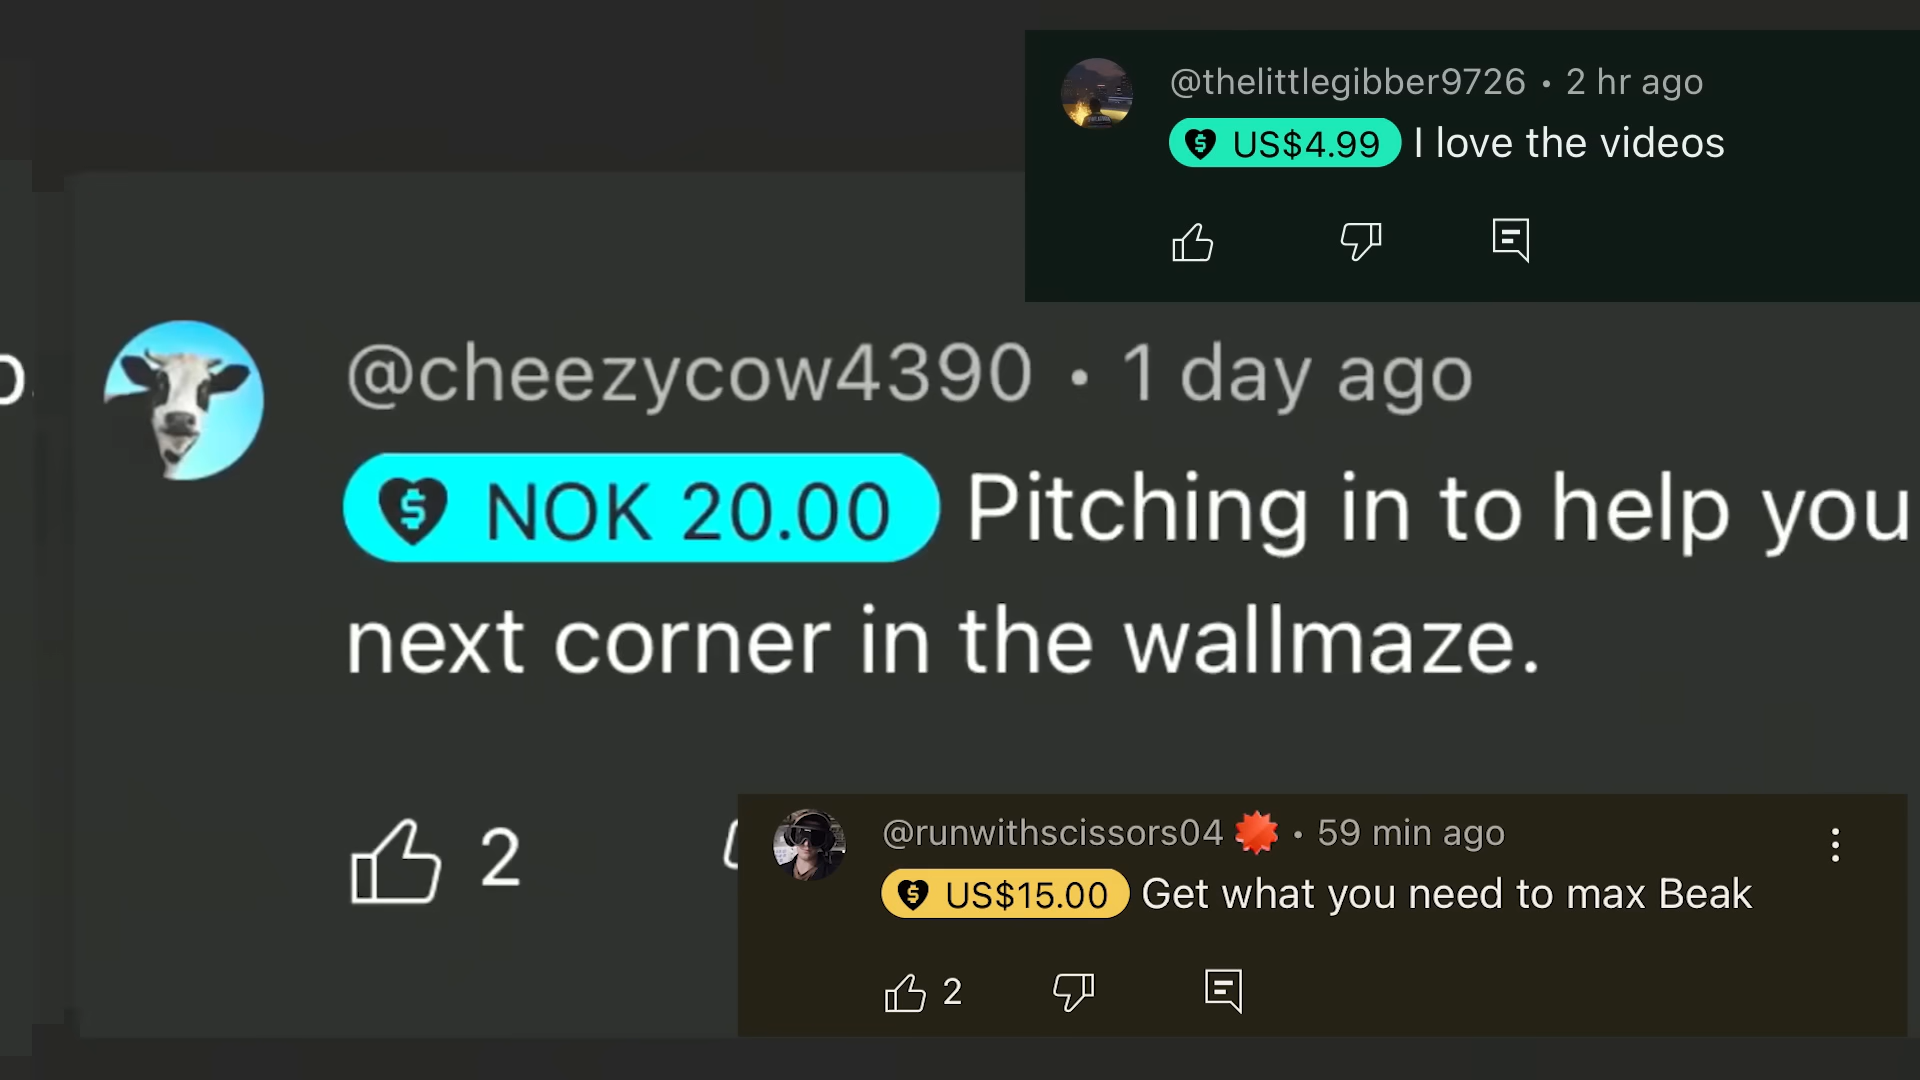 @thelittlegibber9726 • 2 hr ago
US$4.99 I love the videos
@cheezycow4390 • 1 day ago
NOK 20.00 Pitching in to help you
next corner in the wallmaze.
2
@runwithscissors04 • 59 min ago
US$15.00 Get what you need to max Beak
2